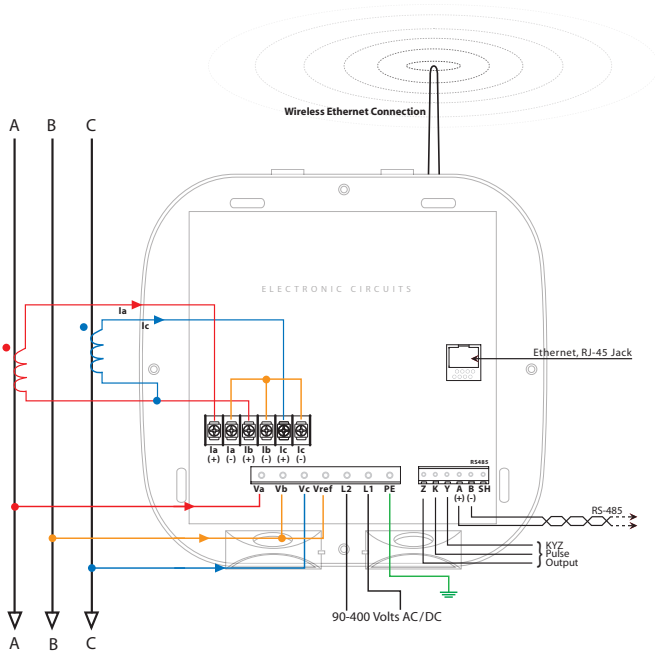 Wireless Ethernet Connection
A B C
ELECTRONIC CIRCUITS
Ia
Ic
Ethernet, RJ-45 Jack
Ia Ia Ib Ib Ic Ic
(+) (-) (+) (-) (+) (-)
RS485
Va Vb Vc Vref L2 L1 PE
Z K Y A B SH
(+) (-)
RS-485
KYZ
Pulse
Output
90-400 Volts AC/DC
A B C